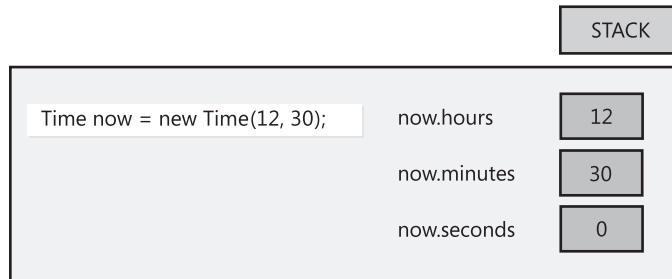 STACK
Time now = new Time(12, 30);
now.hours
12
now.minutes
30
now.seconds
0